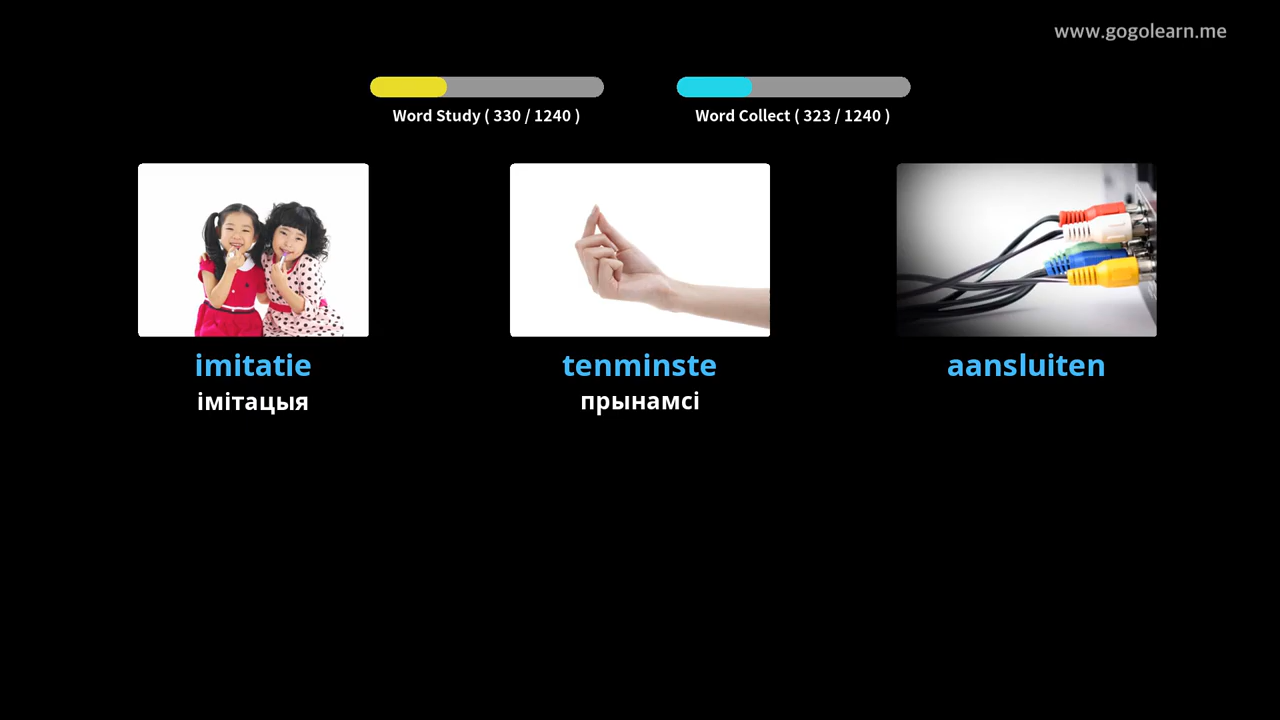 www.gogolearn.me
Word Study ( 330 / 1240 )
Word Collect ( 323 / 1240 )
imitatie
імітацыя
tenminste
прынамсі
aansluiten